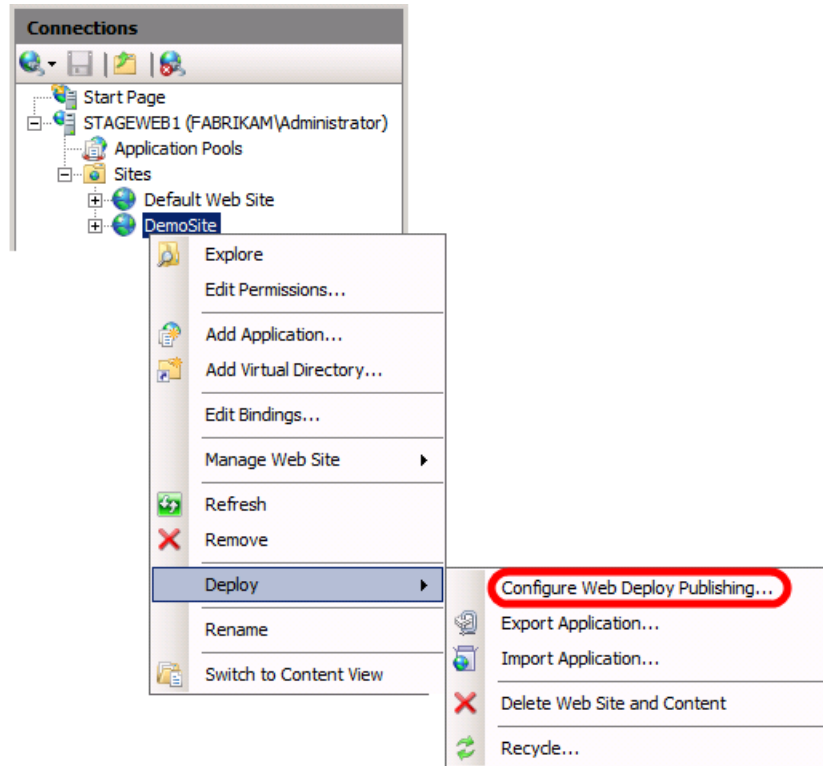 Connections
Start Page
STAGEWEB1 (FABRIKAM\Administrator)
Application Pools
Sites
Default Web Site
DemoSite
Explore
Edit Permissions...
Add Application...
Add Virtual Directory...
Edit Bindings...
Manage Web Site
Refresh
Remove
Deploy
Configure Web Deploy Publishing...
Export Application...
Import Application...
Delete Web Site and Content
Recycle...
Rename
Switch to Content View